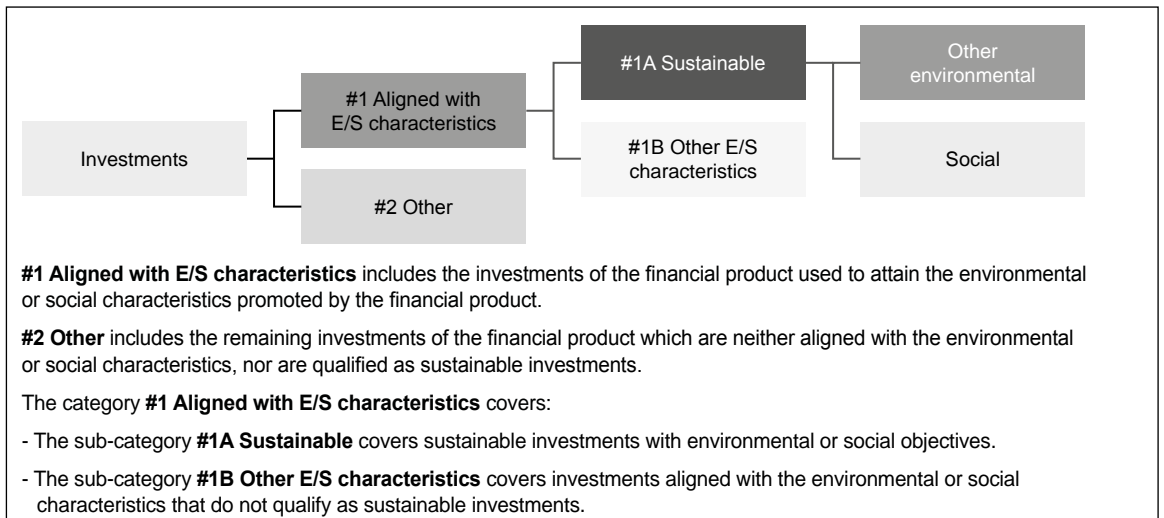 Investments
#1 Aligned with
E/S characteristics
#2 Other
#1A Sustainable
#1B Other E/S
characteristics
Other
environmental
Social
#1 Aligned with E/S characteristics includes the investments of the financial product used to attain the environmental
or social characteristics promoted by the financial product.
#2 Other includes the remaining investments of the financial product which are neither aligned with the environmental
or social characteristics, nor are qualified as sustainable investments.
The category #1 Aligned with E/S characteristics covers:
- The sub-category #1A Sustainable covers sustainable investments with environmental or social objectives.
- The sub-category #1B Other E/S characteristics covers investments aligned with the environmental or social
characteristics that do not qualify as sustainable investments.